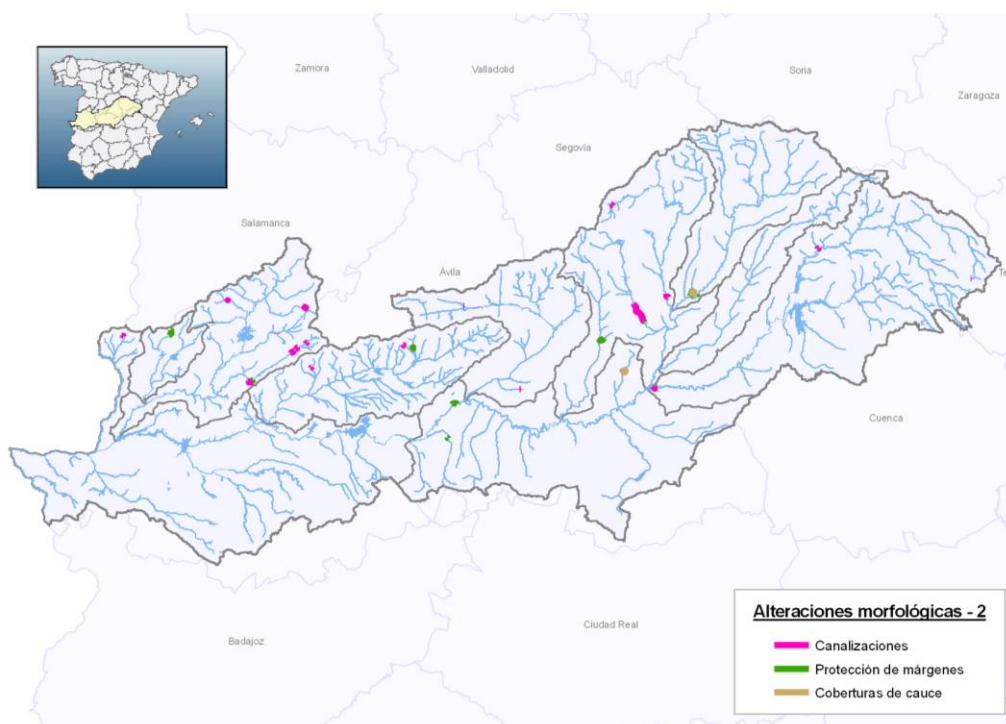 Zamora
Valladolid
Soria
Zaragoza
Segovia
Salamanca
Ávila
Te
Cuenca
Badajoz
Ciudad Real
Alteraciones morfológicas - 2
Canalizaciones
Protección de márgenes
Coberturas de cauce